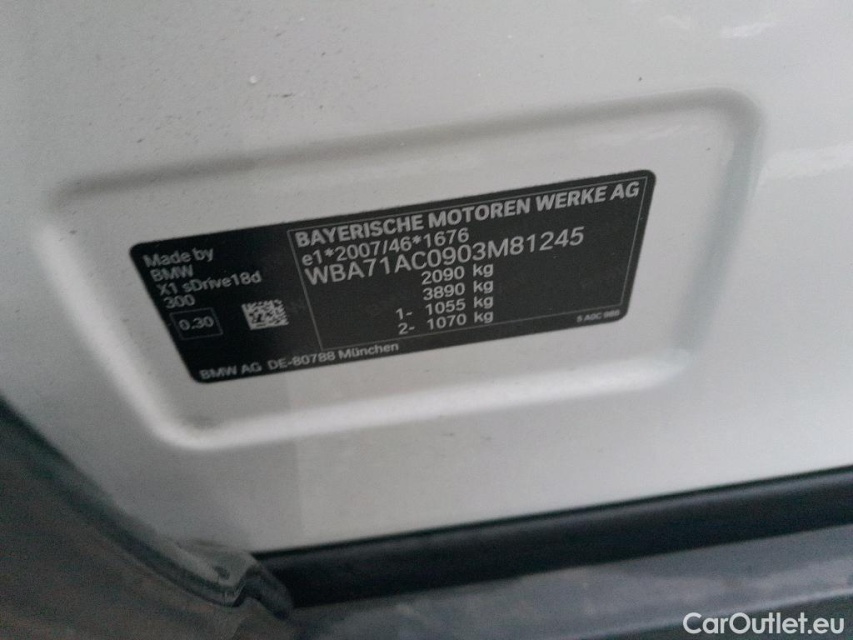 Made by
BMW
X1 sDrive18d
300
0.30
BAYERISCHE MOTOREN WERKE AG
e1*2007/46*1676
WBA71AC0903M81245
2090 kg
3890 kg
1- 1055 kg
2- 1070 kg
BMW AG DE-80788 München
CarOutlet.eu